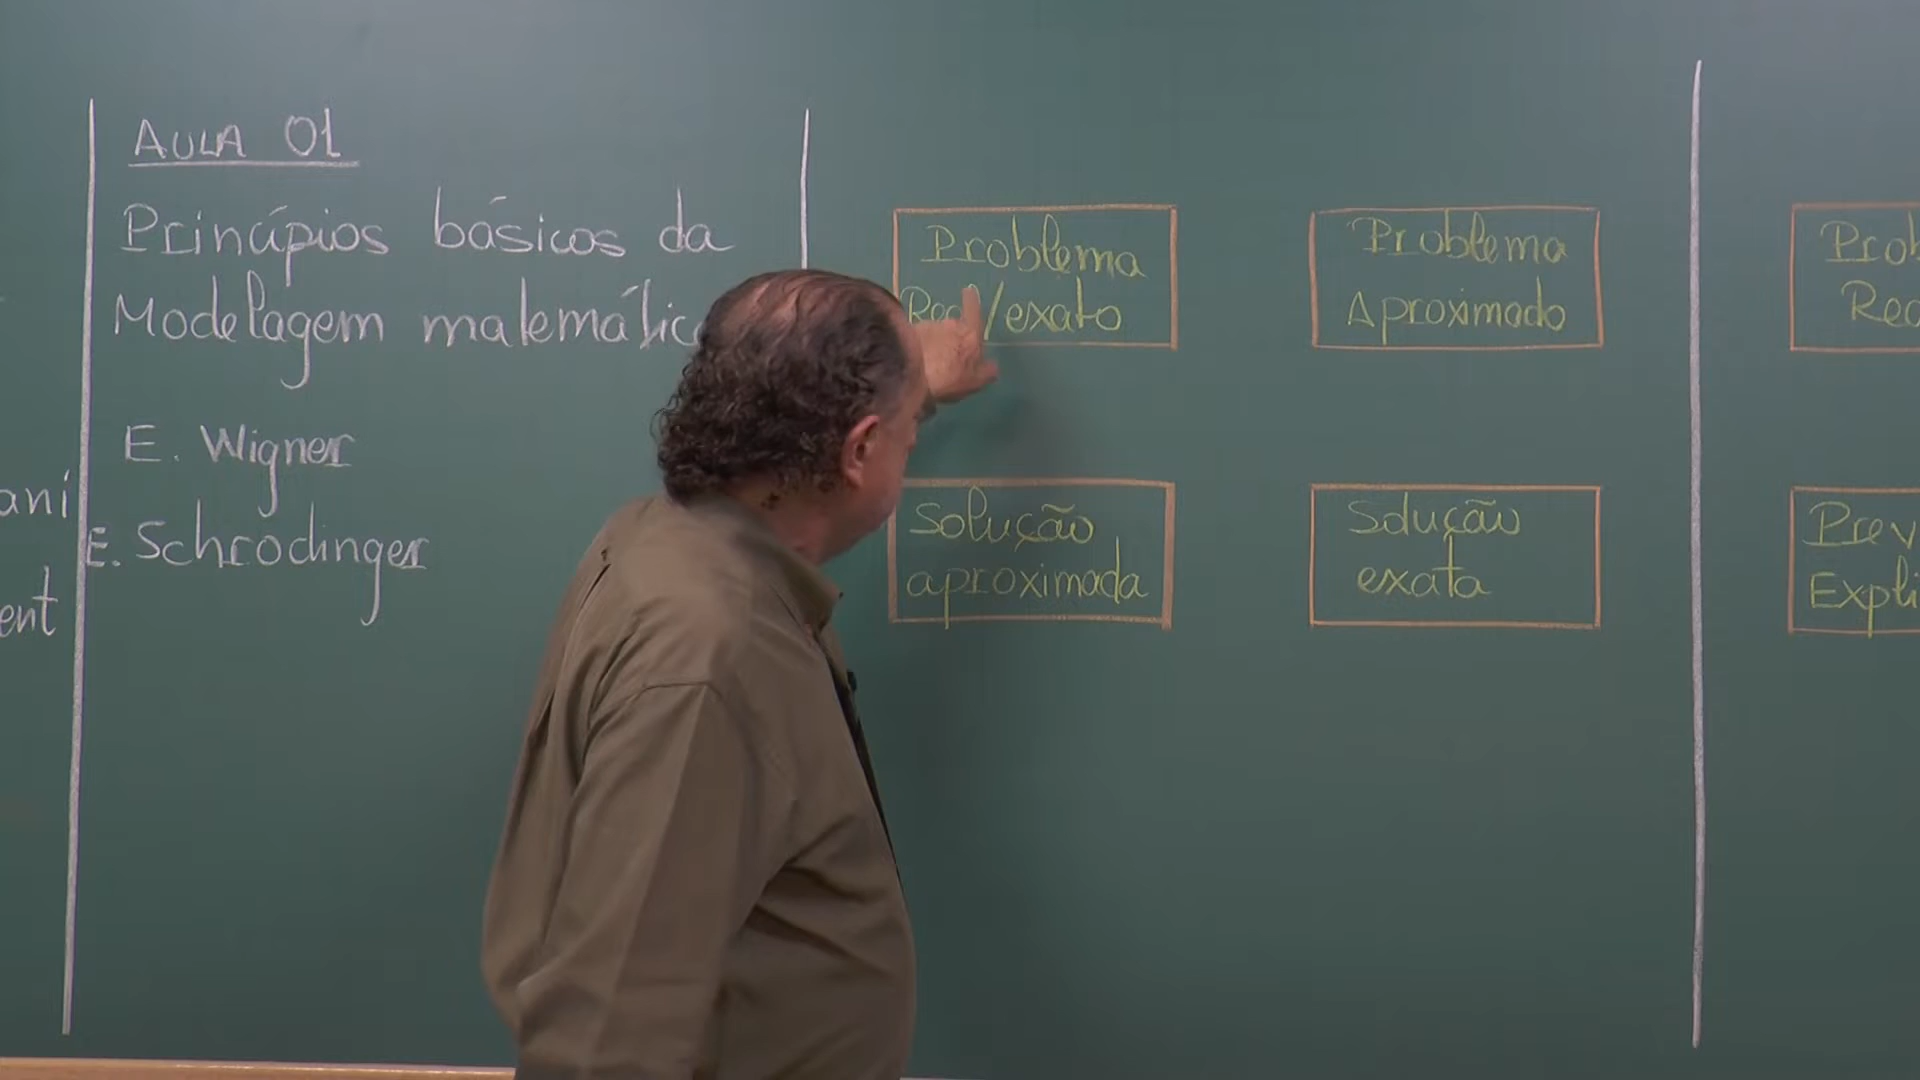 AULA 01
Princípios básicos da
Modelagem matemátic
E. Wigner
E. Schrodinger
ani
ent
Problema
Rea/exato
Solução
aproximada
Problema
Aproximado
Solução
exata
Prob
Rea
Prev
Expli